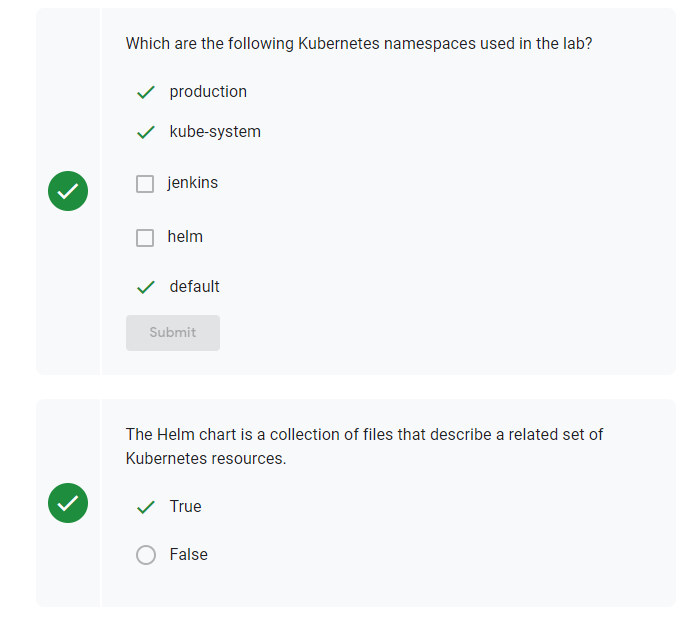 Which are the following Kubernetes namespaces used in the lab?
production
kube-system
jenkins
helm
default
Submit
The Helm chart is a collection of files that describe a related set of
Kubernetes resources.
True
False